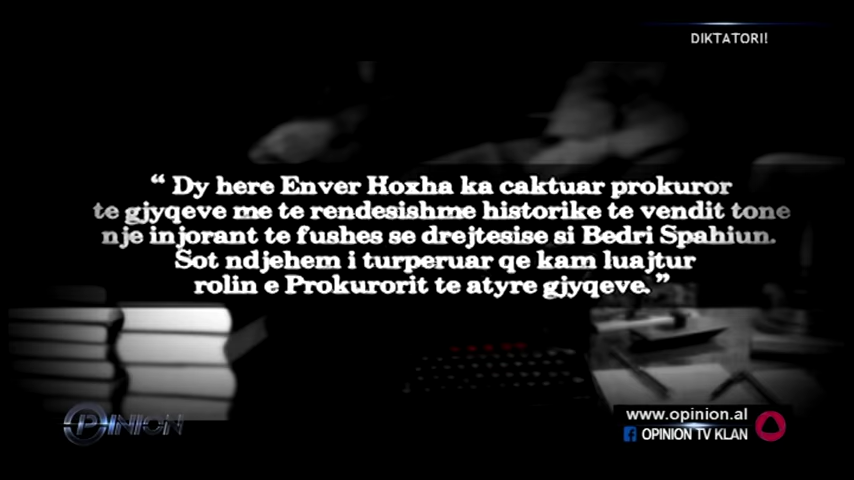 DIKTATORI!
“ Dy here Enver Hoxha ka caktuar prokuror
te gjyqeve me te rendesishme historike te vendit tone
nje injorant te fushes se drejtesise si Bedri Spahiun.
Sot ndjehem i turperuar qe kam luajtur
rolin e Prokurorit te atyre gjyqeve.”
OPINION
www.opinion.al
OPINION TV KLAN